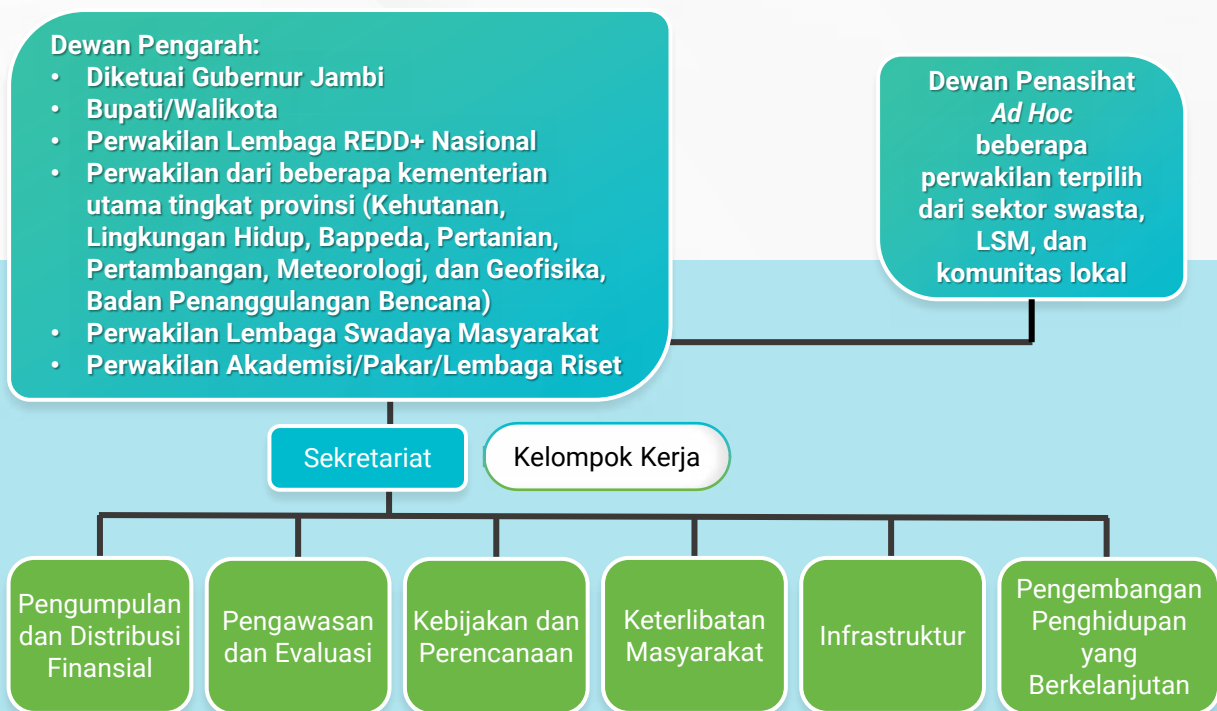 Dewan Pengarah:
• Diketuai Gubernur Jambi
• Bupati/Walikota
• Perwakilan Lembaga REDD+ Nasional
• Perwakilan dari beberapa kementerian
utama tingkat provinsi (Kehutanan,
Lingkungan Hidup, Bappeda, Pertanian,
Pertambangan, Meteorologi, dan Geofisika,
Badan Penanggulangan Bencana)
• Perwakilan Lembaga Swadaya Masyarakat
• Perwakilan Akademisi/Pakar/Lembaga Riset
Dewan Penasihat
Ad Hoc
beberapa
perwakilan terpilih
dari sektor swasta,
LSM, dan
komunitas lokal
Sekretariat
Kelompok Kerja
Pengumpulan
dan Distribusi
Finansial
Pengawasan
dan Evaluasi
Kebijakan dan
Perencanaan
Keterlibatan
Masyarakat
Infrastruktur
Pengembangan
Penghidupan
yang
Berkelanjutan